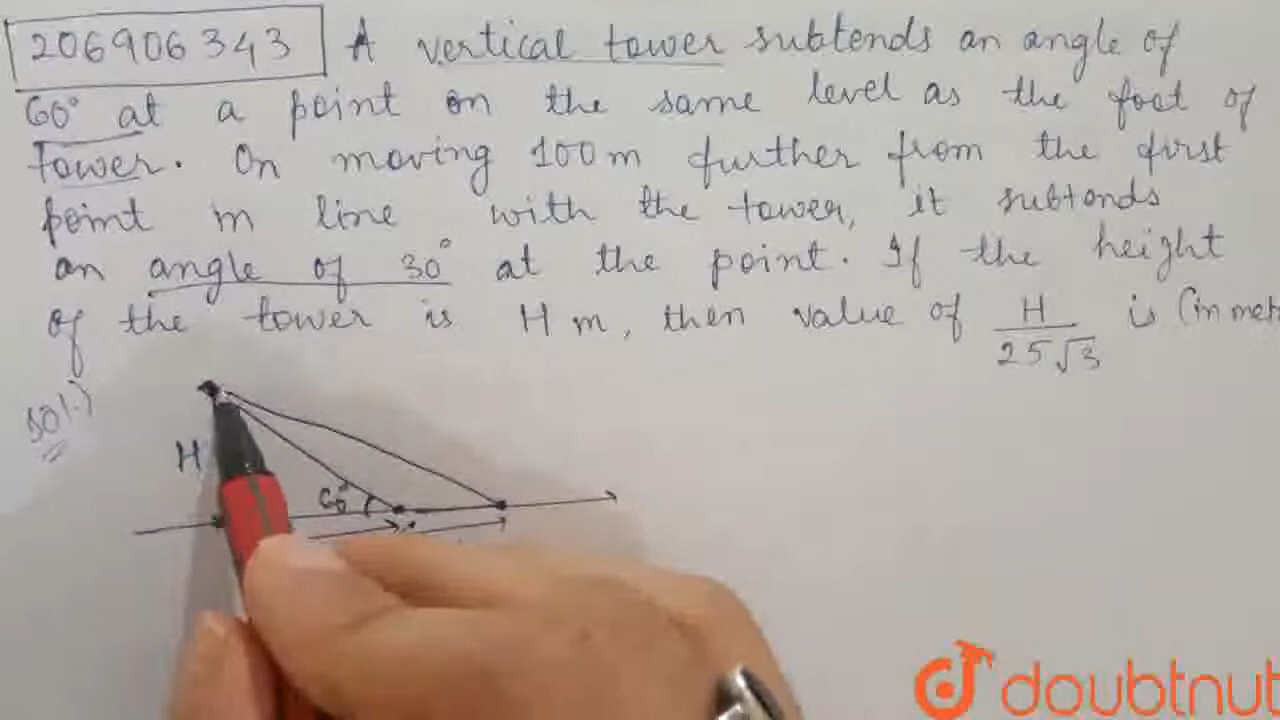 206906343 A vertical tower subtends an angle of
60° at a point on the same level as the foot of
tower. On moving 100m further from the first
point in line with the tower, it subtends
an angle of 30° at the point. If the height
of the tower is H m, then value of H/25√3 is (in met
Sol.)
H
60°
doubtnut